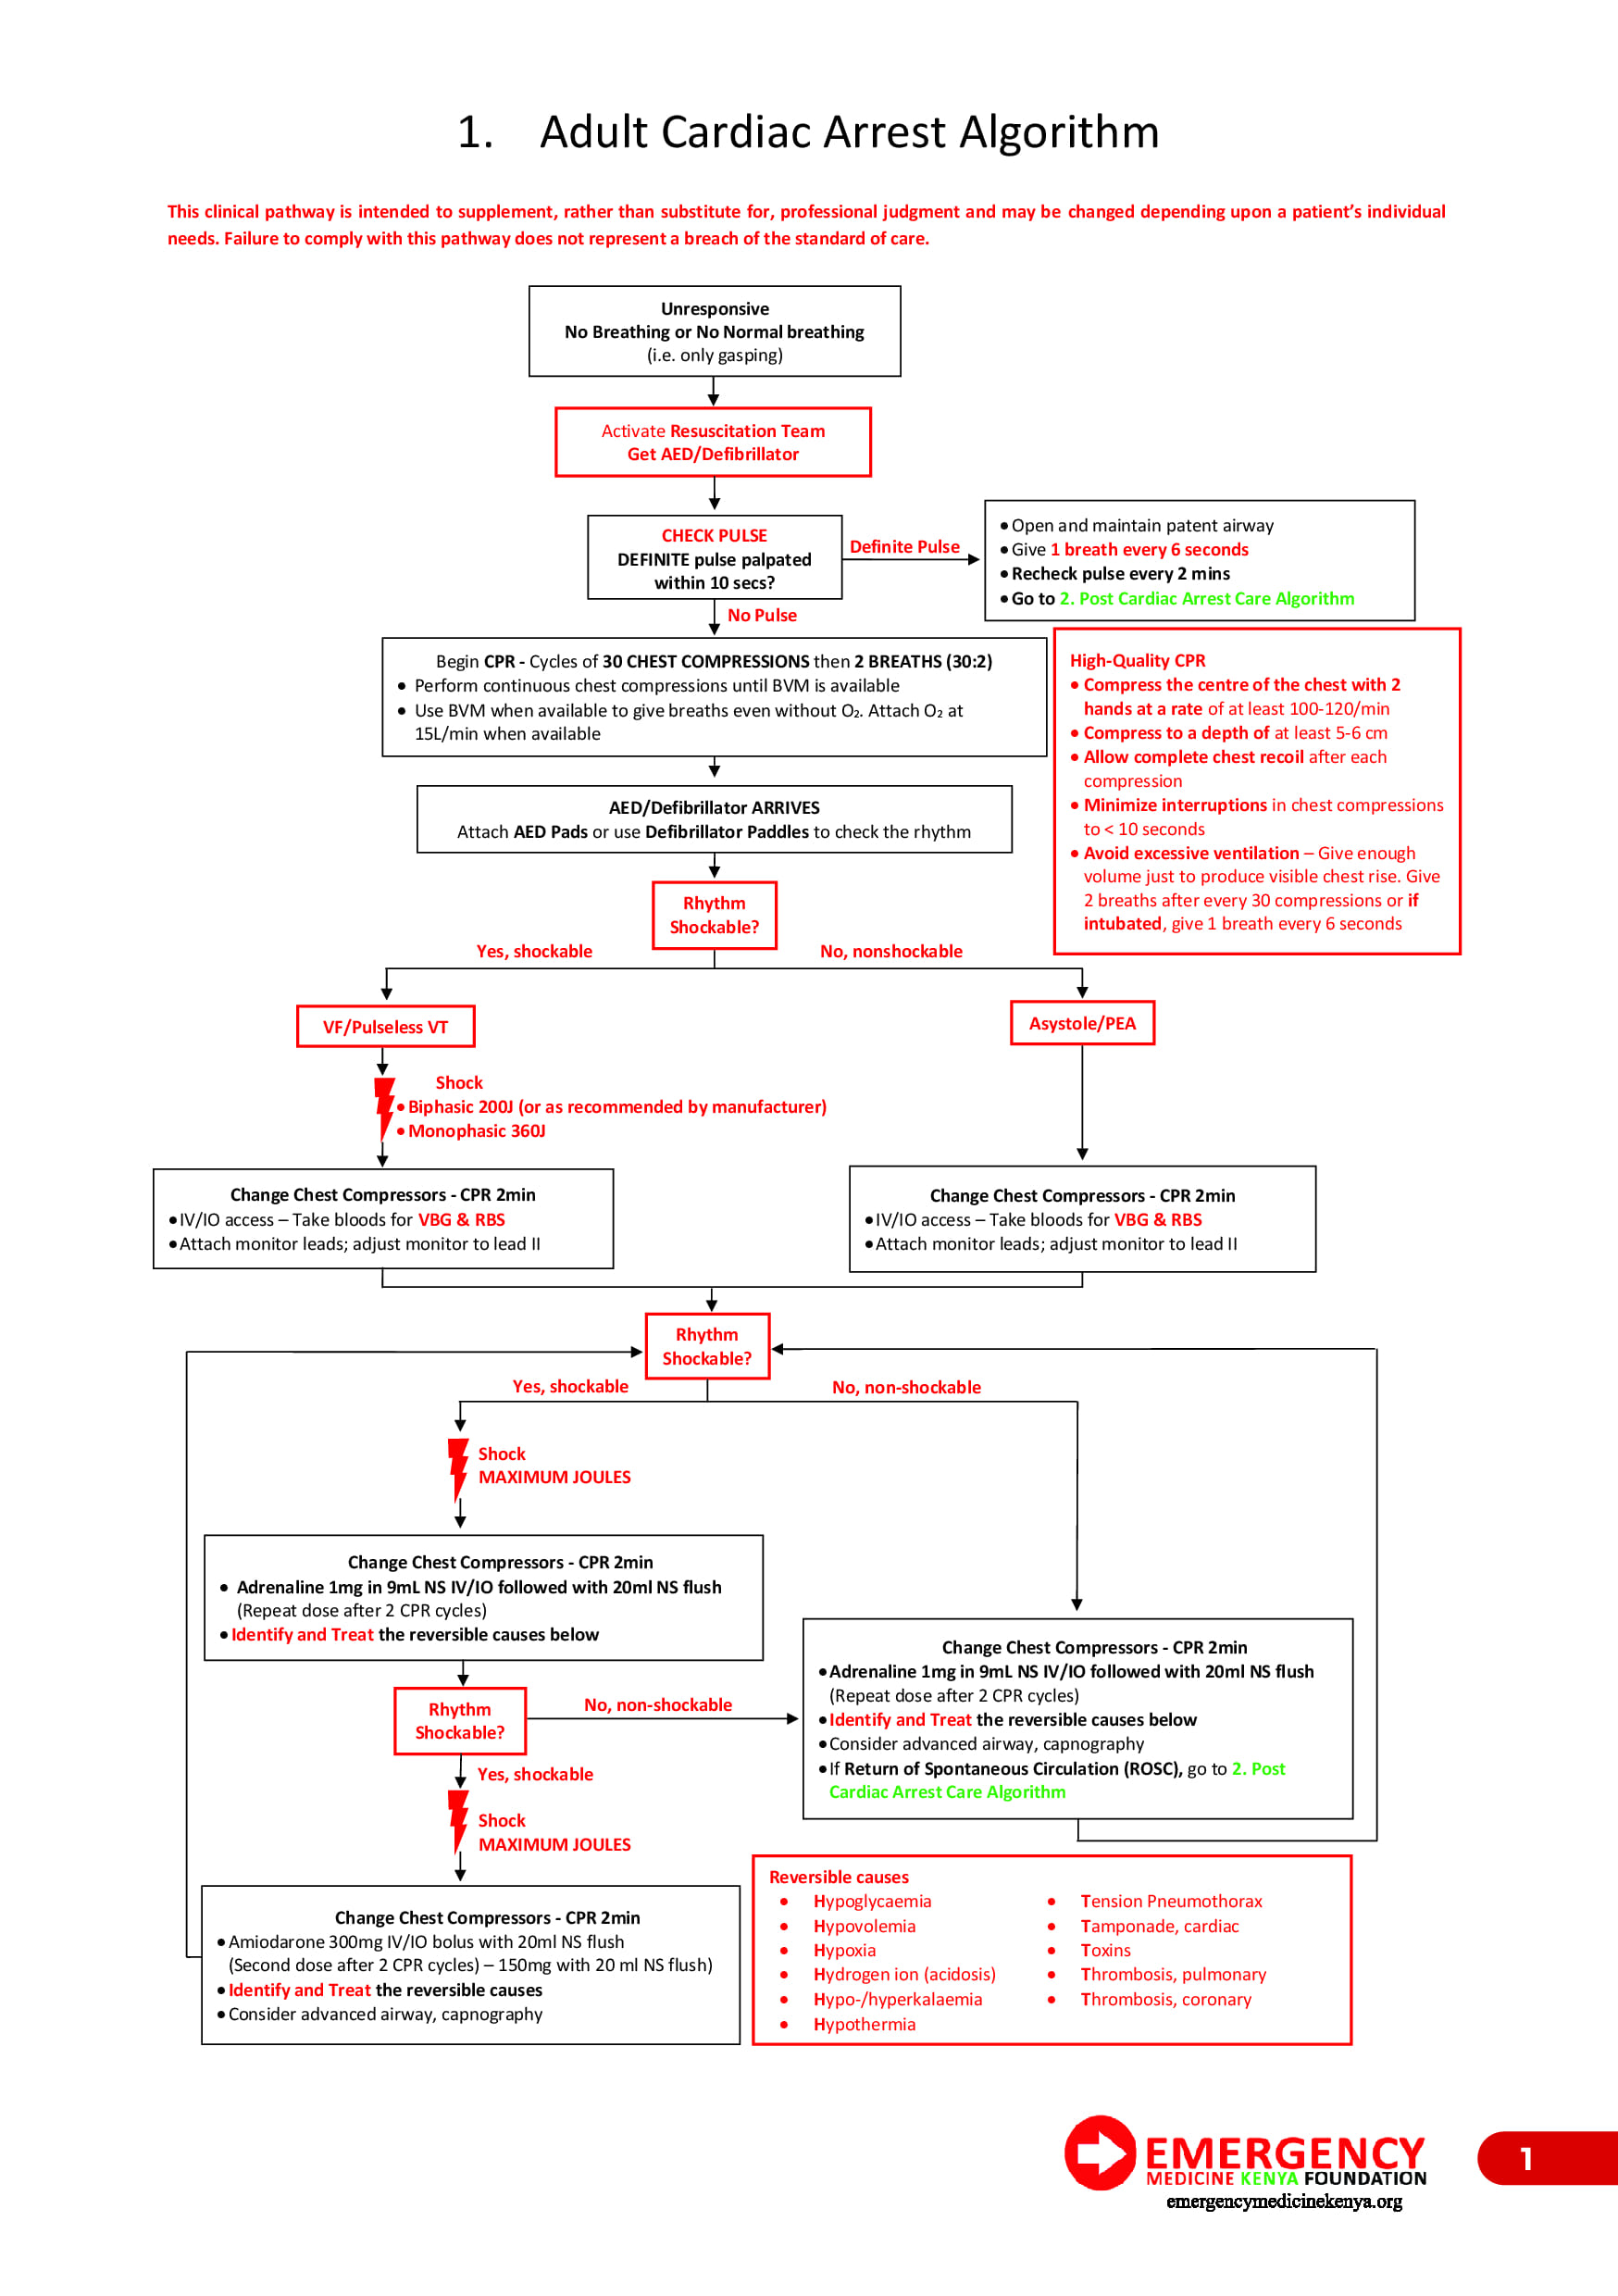 1. Adult Cardiac Arrest Algorithm
This clinical pathway is intended to supplement, rather than substitute for, professional judgment and may be changed depending upon a patient's individual
needs. Failure to comply with this pathway does not represent a breach of the standard of care.
Unresponsive
No Breathing or No Normal breathing
(i.e. only gasping)
Activate Resuscitation Team
Get AED/Defibrillator
CHECK PULSE
DEFINITE pulse palpated
within 10 secs?
Definite Pulse
• Open and maintain patent airway
• Give 1 breath every 6 seconds
• Recheck pulse every 2 mins
• Go to 2. Post Cardiac Arrest Care Algorithm
No Pulse
Begin CPR - Cycles of 30 CHEST COMPRESSIONS then 2 BREATHS (30:2)
• Perform continuous chest compressions until BVM is available
• Use BVM when available to give breaths even without O₂. Attach O₂ at
15L/min when available
High-Quality CPR
• Compress the centre of the chest with 2
hands at a rate of at least 100-120/min
• Compress to a depth of at least 5-6 cm
• Allow complete chest recoil after each
compression
• Minimize interruptions in chest compressions
to < 10 seconds
• Avoid excessive ventilation – Give enough
volume just to produce visible chest rise. Give
2 breaths after every 30 compressions or if
intubated, give 1 breath every 6 seconds
AED/Defibrillator ARRIVES
Attach AED Pads or use Defibrillator Paddles to check the rhythm
Rhythm
Shockable?
Yes, shockable
No, nonshockable
VF/Pulseless VT
Asystole/PEA
Shock
• Biphasic 200J (or as recommended by manufacturer)
• Monophasic 360J
Change Chest Compressors - CPR 2min
• IV/IO access – Take bloods for VBG & RBS
• Attach monitor leads; adjust monitor to lead II
Change Chest Compressors - CPR 2min
• IV/IO access – Take bloods for VBG & RBS
• Attach monitor leads; adjust monitor to lead II
Rhythm
Shockable?
Yes, shockable
No, non-shockable
Shock
MAXIMUM JOULES
Change Chest Compressors - CPR 2min
• Adrenaline 1mg in 9mL NS IV/IO followed with 20ml NS flush
(Repeat dose after 2 CPR cycles)
• Identify and Treat the reversible causes below
Rhythm
Shockable?
No, non-shockable
Change Chest Compressors - CPR 2min
• Adrenaline 1mg in 9mL NS IV/IO followed with 20ml NS flush
(Repeat dose after 2 CPR cycles)
• Identify and Treat the reversible causes below
• Consider advanced airway, capnography
• If Return of Spontaneous Circulation (ROSC), go to 2. Post
Cardiac Arrest Care Algorithm
Yes, shockable
Shock
MAXIMUM JOULES
Change Chest Compressors - CPR 2min
• Amiodarone 300mg IV/IO bolus with 20ml NS flush
(Second dose after 2 CPR cycles) – 150mg with 20 ml NS flush)
• Identify and Treat the reversible causes
• Consider advanced airway, capnography
Reversible causes
• Hypoglycaemia
• Hypovolemia
• Hypoxia
• Hydrogen ion (acidosis)
• Hypo-/hyperkalaemia
• Hypothermia
• Tension Pneumothorax
• Tamponade, cardiac
• Toxins
• Thrombosis, pulmonary
• Thrombosis, coronary
EMERGENCY
MEDICINE KENYA FOUNDATION
emergencymedicinekenya.org
1